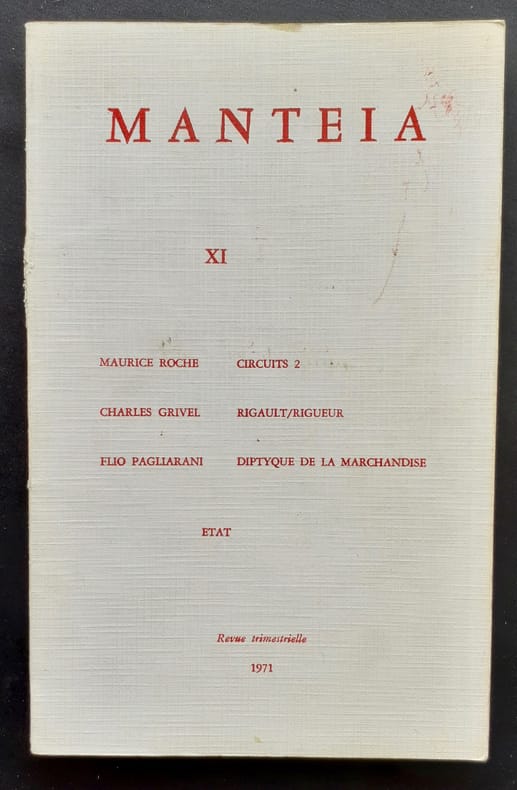 MANTEIA
XI
MAURICE ROCHE CIRCUITS 2
CHARLES GRIVEL RIGAULT/RIGUEUR
FLIO PAGLIARANI DIPTYQUE DE LA MARCHANDISE
ETAT
Revue trimestrielle
1971